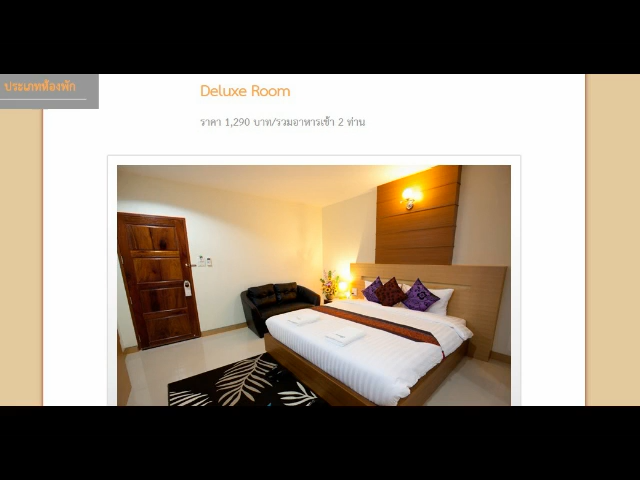 ประเภทห้องพัก
Deluxe Room
ราคา 1,290 บาท/รวมอาหารเช้า 2 ท่าน